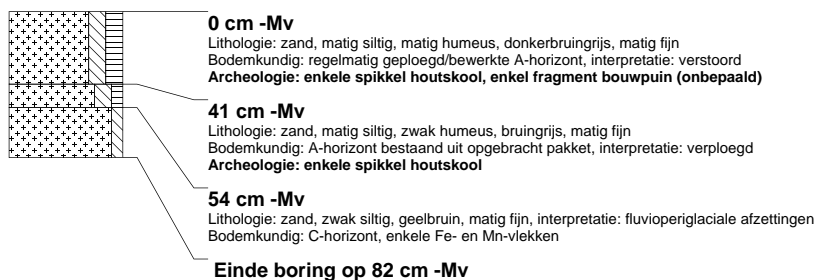 0 cm -Mv
Lithologie: zand, matig siltig, matig humeus, donkerbruingrijs, matig fijn
Bodemkundig: regelmatig geploegd/bewerkte A-horizont, interpretatie: verstoord
Archeologie: enkele spikkel houtskool, enkel fragment bouwpuin (onbepaald)
41 cm -Mv
Lithologie: zand, matig siltig, zwak humeus, bruingrijs, matig fijn
Bodemkundig: A-horizont bestaand uit opgebracht pakket, interpretatie: verploegd
Archeologie: enkele spikkel houtskool
54 cm -Mv
Lithologie: zand, zwak siltig, geelbruin, matig fijn, interpretatie: fluvioperiglaciale afzettingen
Bodemkundig: C-horizont, enkele Fe- en Mn-vlekken
Einde boring op 82 cm -Mv